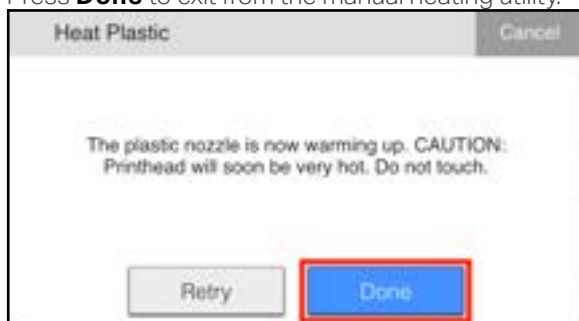 Press Done to exit from the manual heating utility.
Heat Plastic
Cancel
The plastic nozzle is now warming up. CAUTION:
Printhead will soon be very hot. Do not touch.
Retry
Done